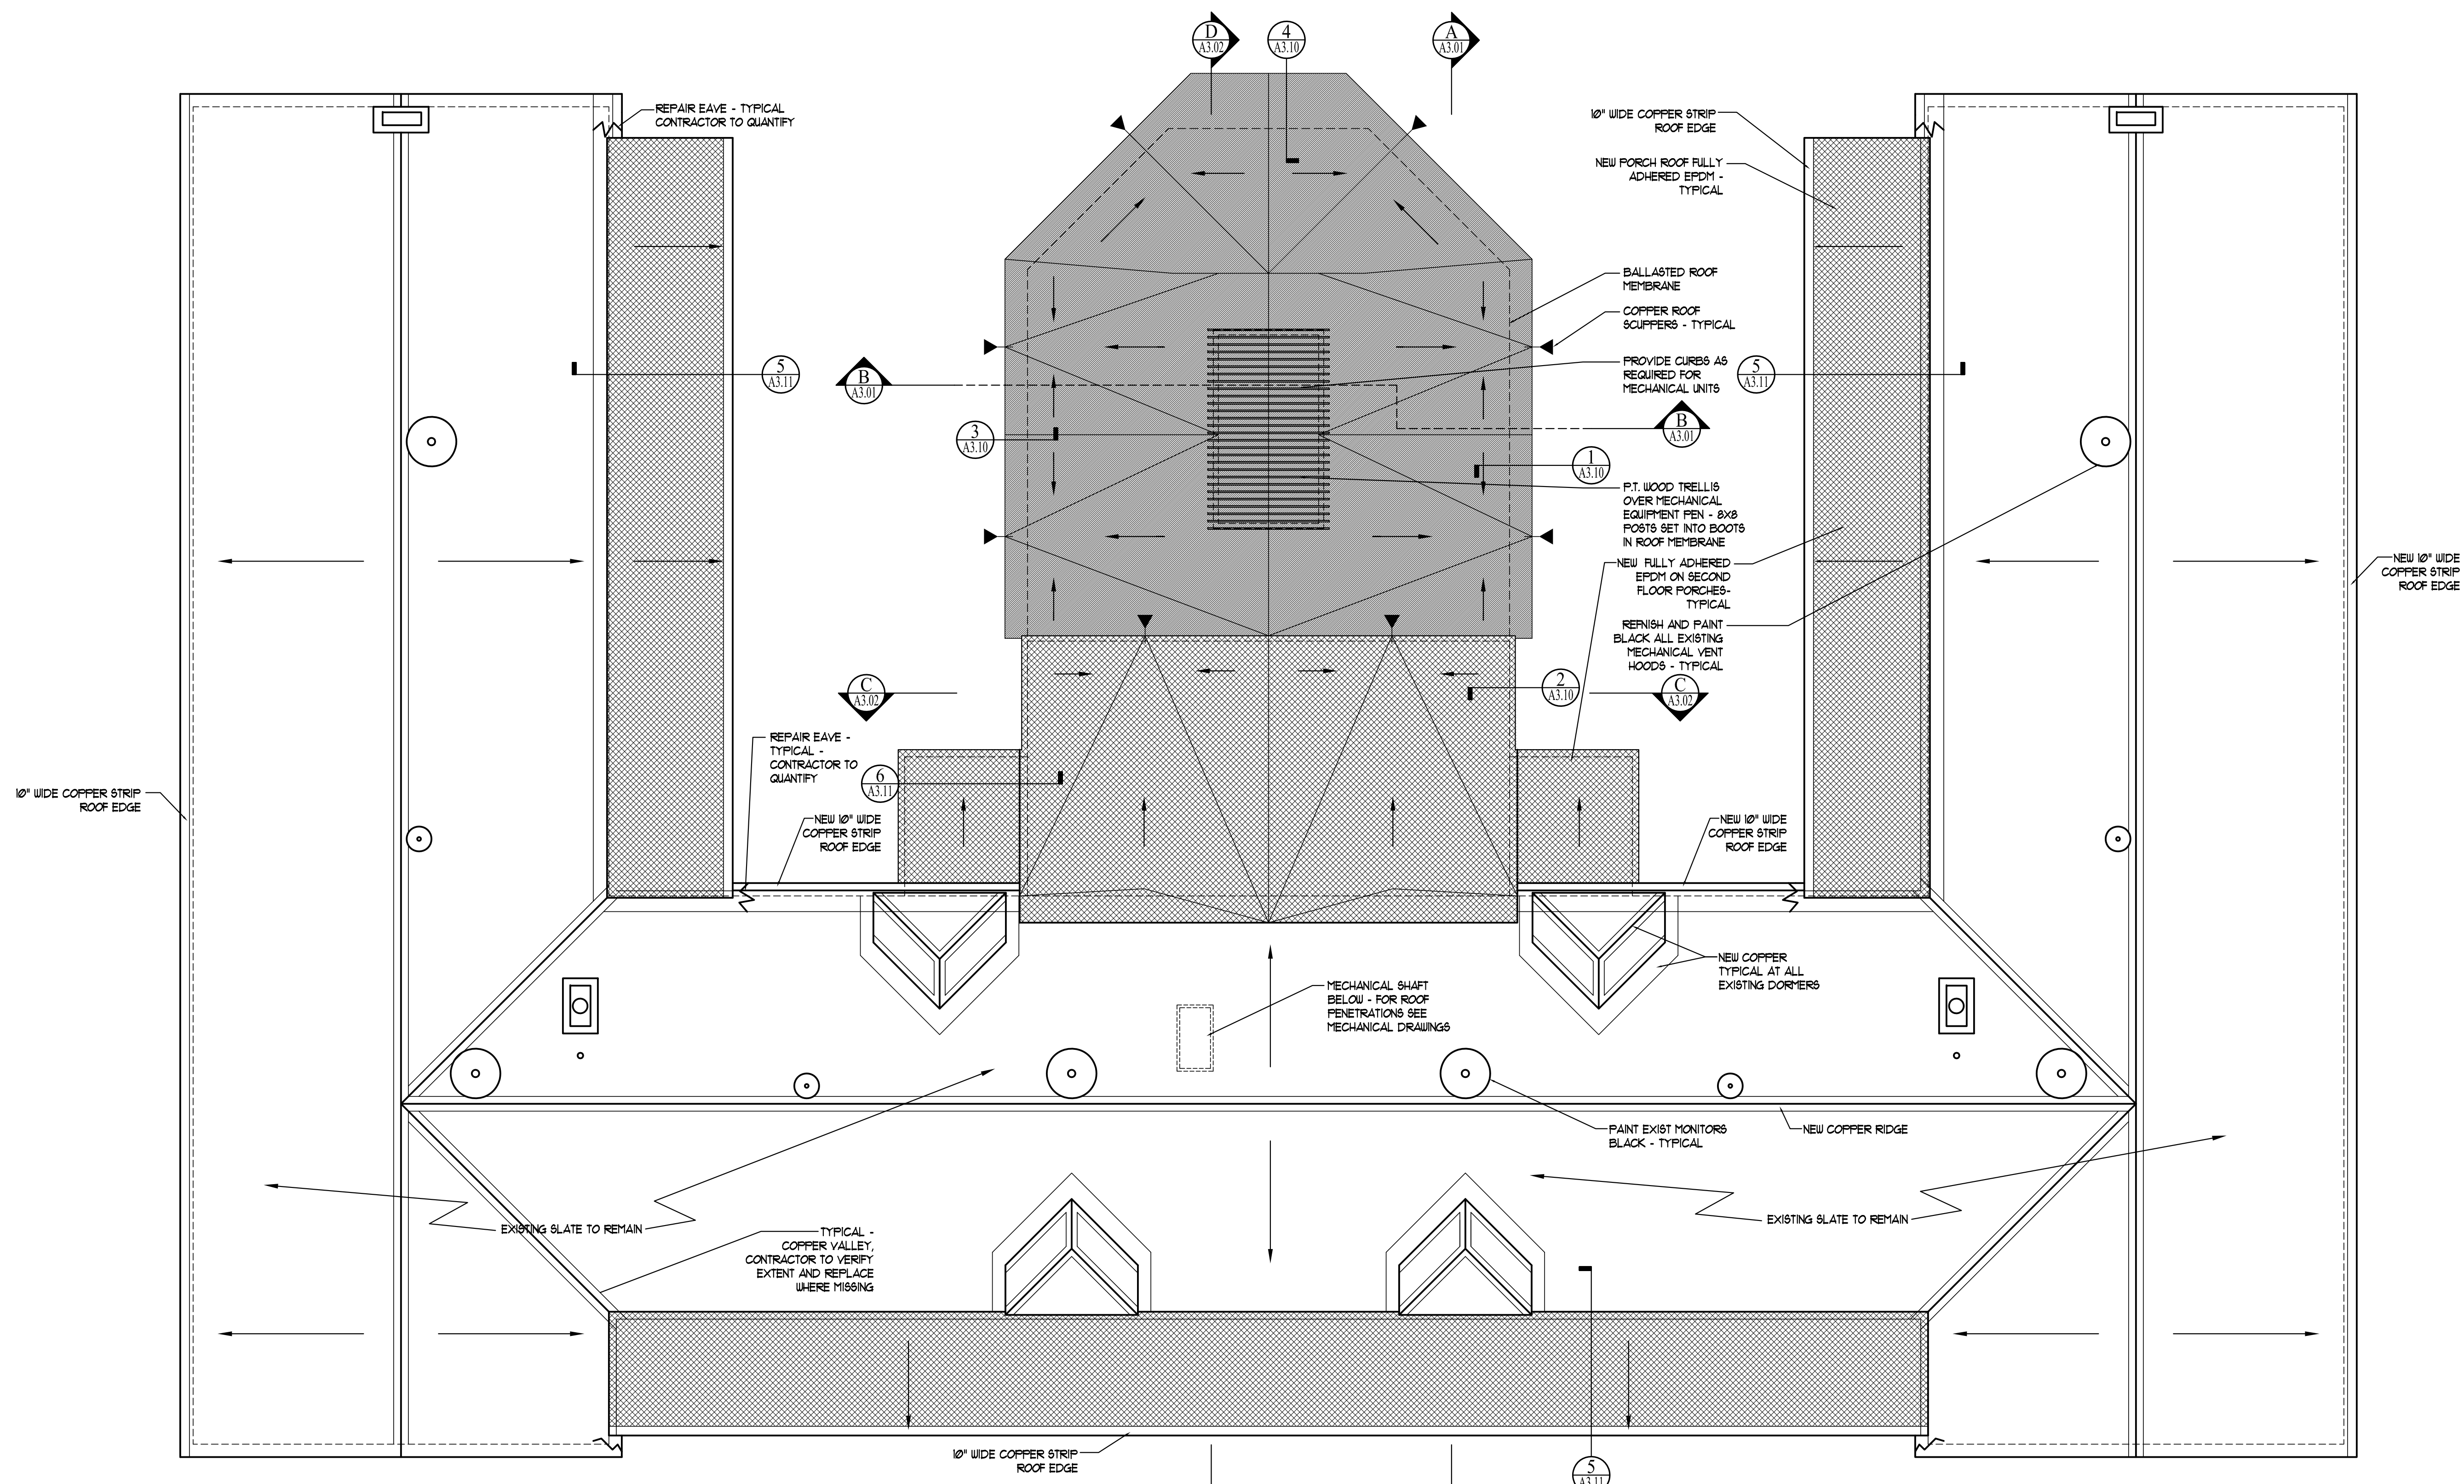 D
A3.02
4
A3.10
A
A3.01
REPAIR EAVE - TYPICAL
CONTRACTOR TO QUANTIFY
10" WIDE COPPER STRIP
ROOF EDGE
NEW PORCH ROOF FULLY
ADHERED EPDM -
TYPICAL
BALLASTED ROOF
MEMBRANE
COPPER ROOF
SCUPPERS - TYPICAL
PROVIDE CURBS AS
REQUIRED FOR
MECHANICAL UNITS
5
A3.11
B
A3.01
5
A3.11
B
A3.01
3
A3.10
1
A3.10
P.T. WOOD TRELLIS
OVER MECHANICAL
EQUIPMENT PEN - 8X8
POSTS SET INTO BOOTS
IN ROOF MEMBRANE
NEW FULLY ADHERED
EPDM ON SECOND
FLOOR PORCHES-
TYPICAL
NEW 10" WIDE
COPPER STRIP
ROOF EDGE
REFNISH AND PAINT
BLACK ALL EXISTING
MECHANICAL VENT
HOODS - TYPICAL
C
A3.02
2
A3.10
C
A3.02
REPAIR EAVE -
TYPICAL -
CONTRACTOR TO
QUANTIFY
6
A3.11
10" WIDE COPPER STRIP
ROOF EDGE
NEW 10" WIDE
COPPER STRIP
ROOF EDGE
NEW 10" WIDE
COPPER STRIP
ROOF EDGE
NEW COPPER
TYPICAL AT ALL
EXISTING DORMERS
MECHANICAL SHAFT
BELOW - FOR ROOF
PENETRATIONS SEE
MECHANICAL DRAWINGS
PAINT EXIST MONITORS
BLACK - TYPICAL
NEW COPPER RIDGE
EXISTING SLATE TO REMAIN
EXISTING SLATE TO REMAIN
TYPICAL -
COPPER VALLEY,
CONTRACTOR TO VERIFY
EXTENT AND REPLACE
WHERE MISSING
10" WIDE COPPER STRIP
ROOF EDGE
5
A3.11